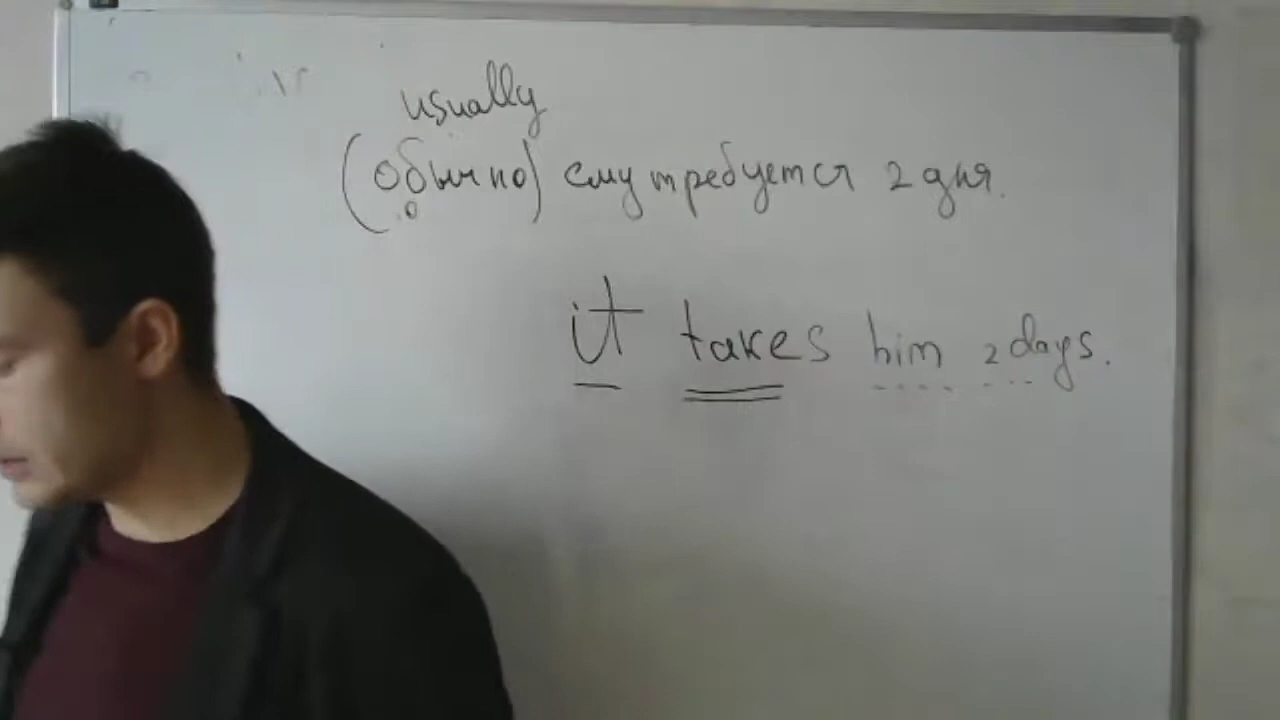 usually
(обычно) ему требуется 2 дня.
it takes him 2 days.